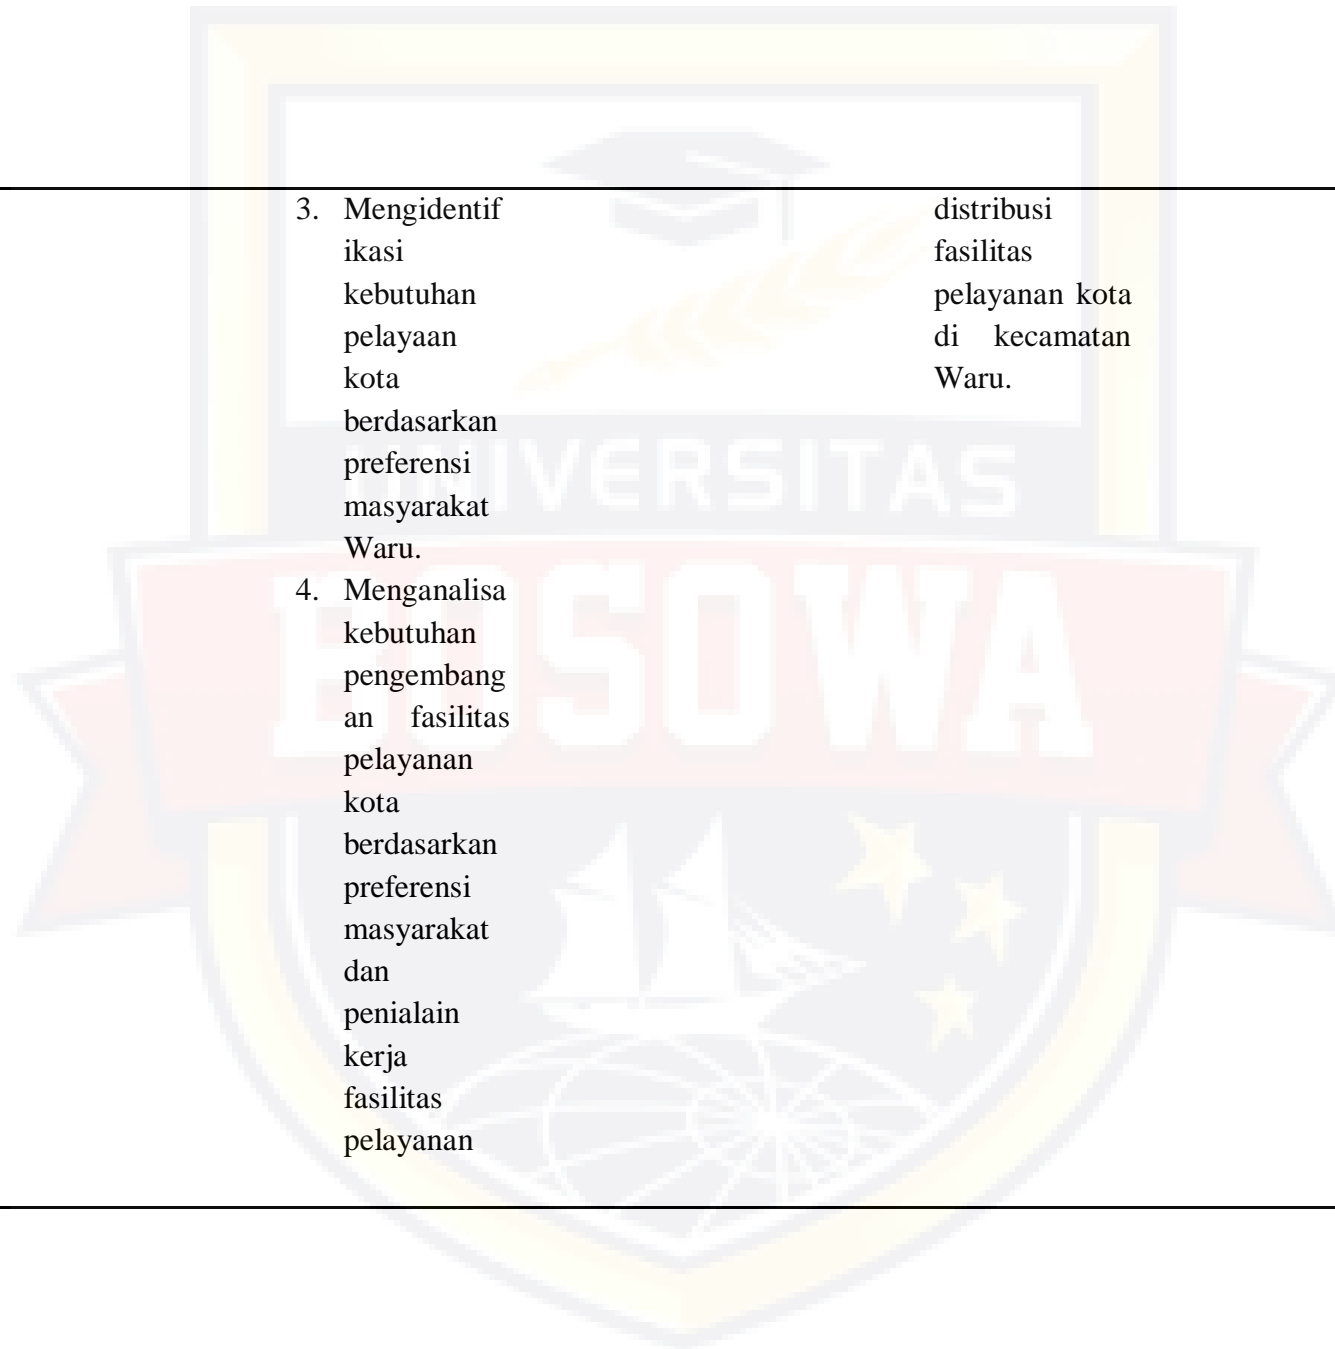 3. Mengidentif
ikasi
kebutuhan
pelayaan
kota
berdasarkan
preferensi
masyarakat
Waru.
4. Menganalisa
kebutuhan
pengembang
an fasilitas
pelayanan
kota
berdasarkan
preferensi
masyarakat
dan
penialain
kerja
fasilitas
pelayanan
distribusi
fasilitas
pelayanan kota
di kecamatan
Waru.
UNIVERSITAS
BOSOWA